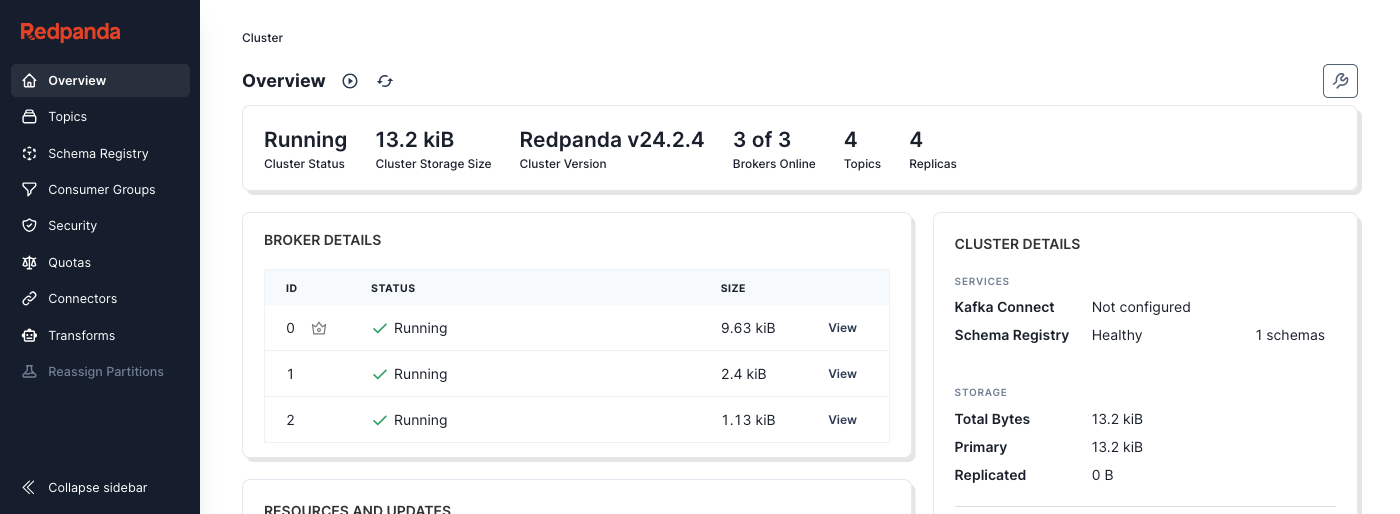 Redpanda
Overview
Topics
Schema Registry
Consumer Groups
Security
Quotas
Connectors
Transforms
Reassign Partitions
Collapse sidebar
Cluster
Overview
Running 13.2 kiB Redpanda v24.2.4 3 of 3 4 4
Cluster Status Cluster Storage Size Cluster Version Brokers Online Topics Replicas
BROKER DETAILS
ID STATUS SIZE
0 Running 9.63 kiB View
1 Running 2.4 kiB View
2 Running 1.13 kiB View
RESOURCES AND UPDATES
CLUSTER DETAILS
SERVICES
Kafka Connect Not configured
Schema Registry Healthy 1 schemas
STORAGE
Total Bytes 13.2 kiB
Primary 13.2 kiB
Replicated 0 B